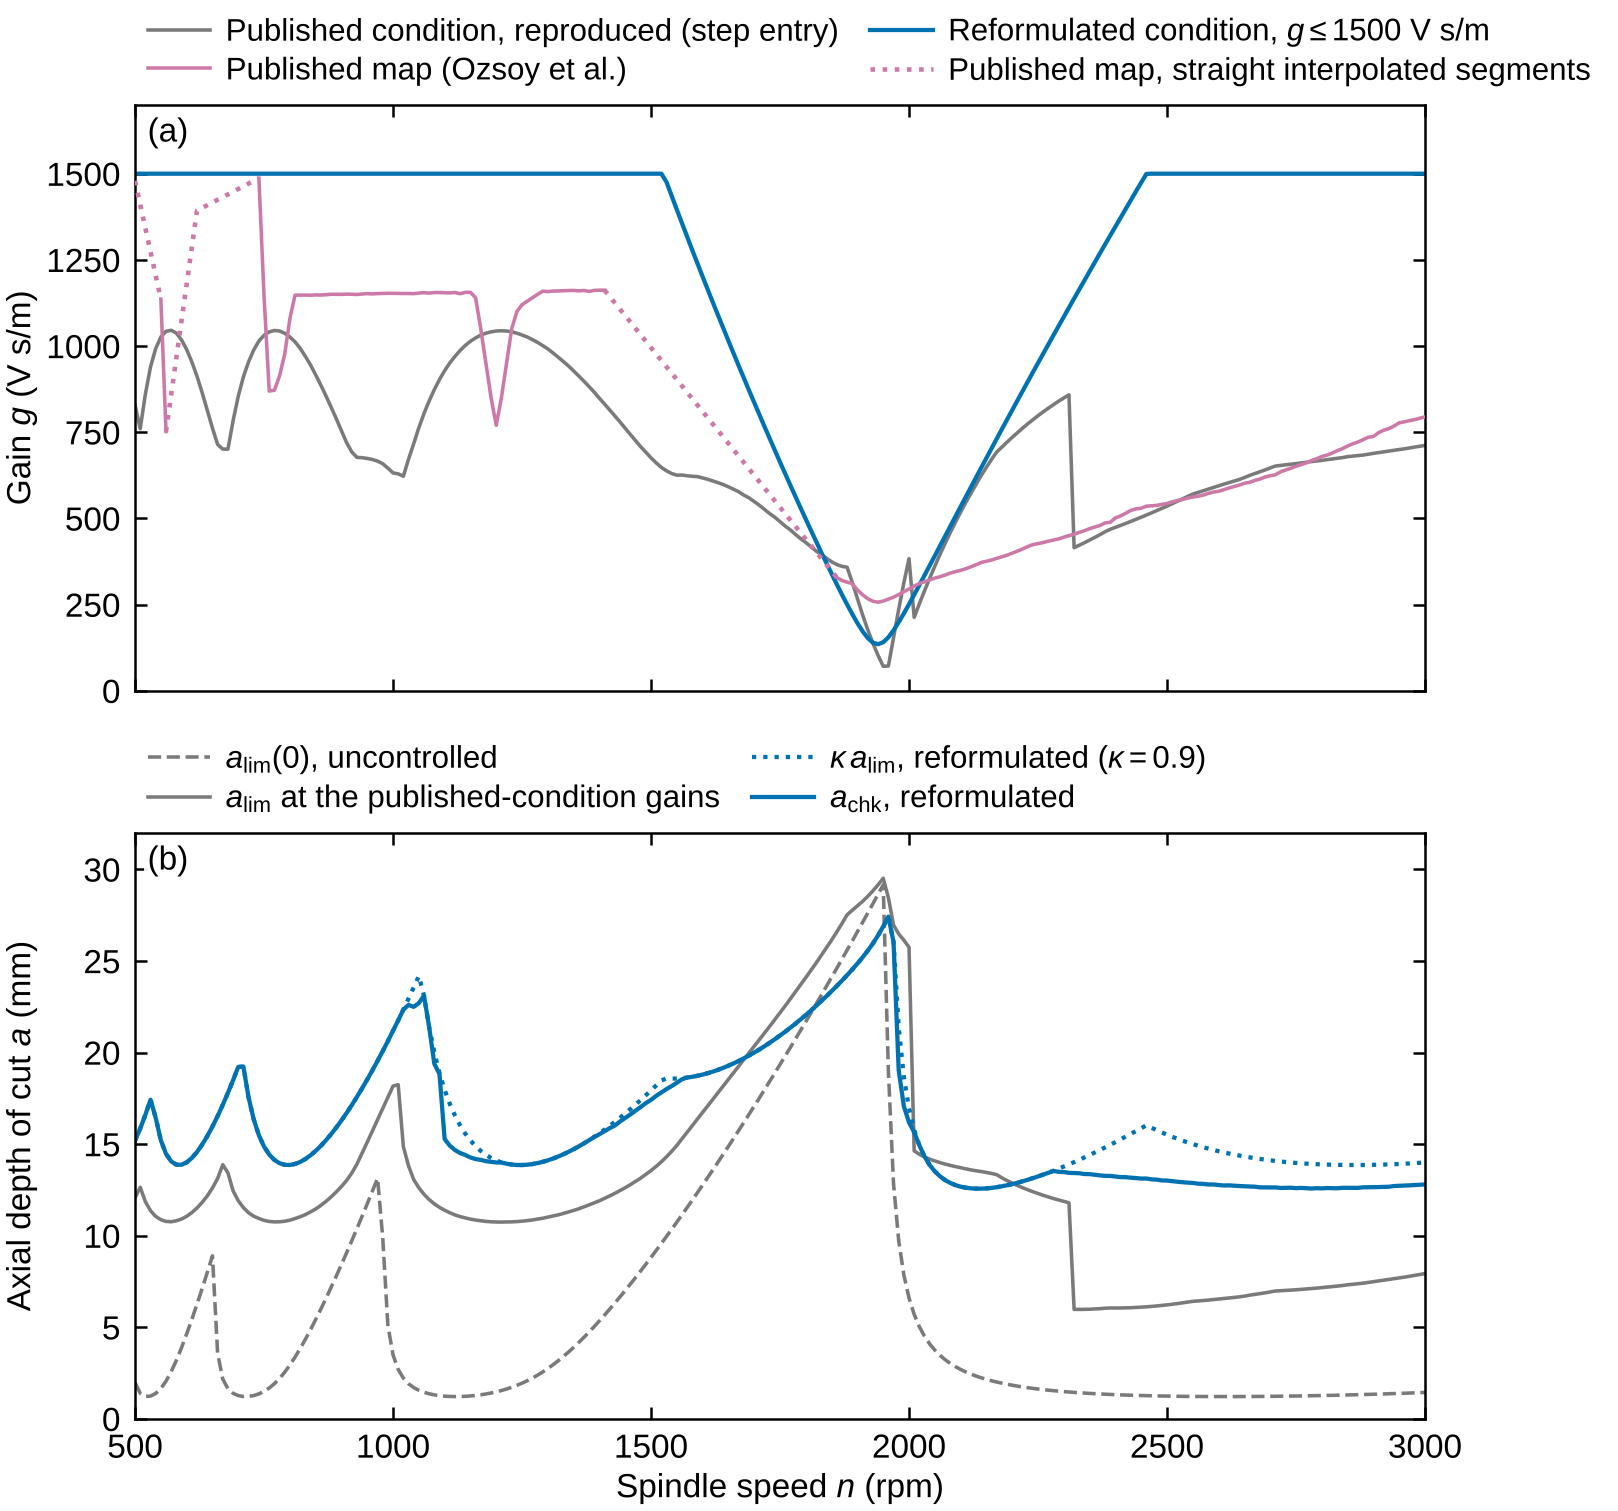 Published condition, reproduced (step entry)
Reformulated condition, g ≤ 1500 V s/m
Published map (Ozsoy et al.)
Published map, straight interpolated segments
(a)
1500
1250
1000
750
500
250
0
Gain g (V s/m)
a_lim(0), uncontrolled
κ a_lim, reformulated (κ = 0.9)
a_lim at the published-condition gains
a_chk, reformulated
(b)
30
25
20
15
10
5
0
Axial depth of cut a (mm)
500 1000 1500 2000 2500 3000
Spindle speed n (rpm)